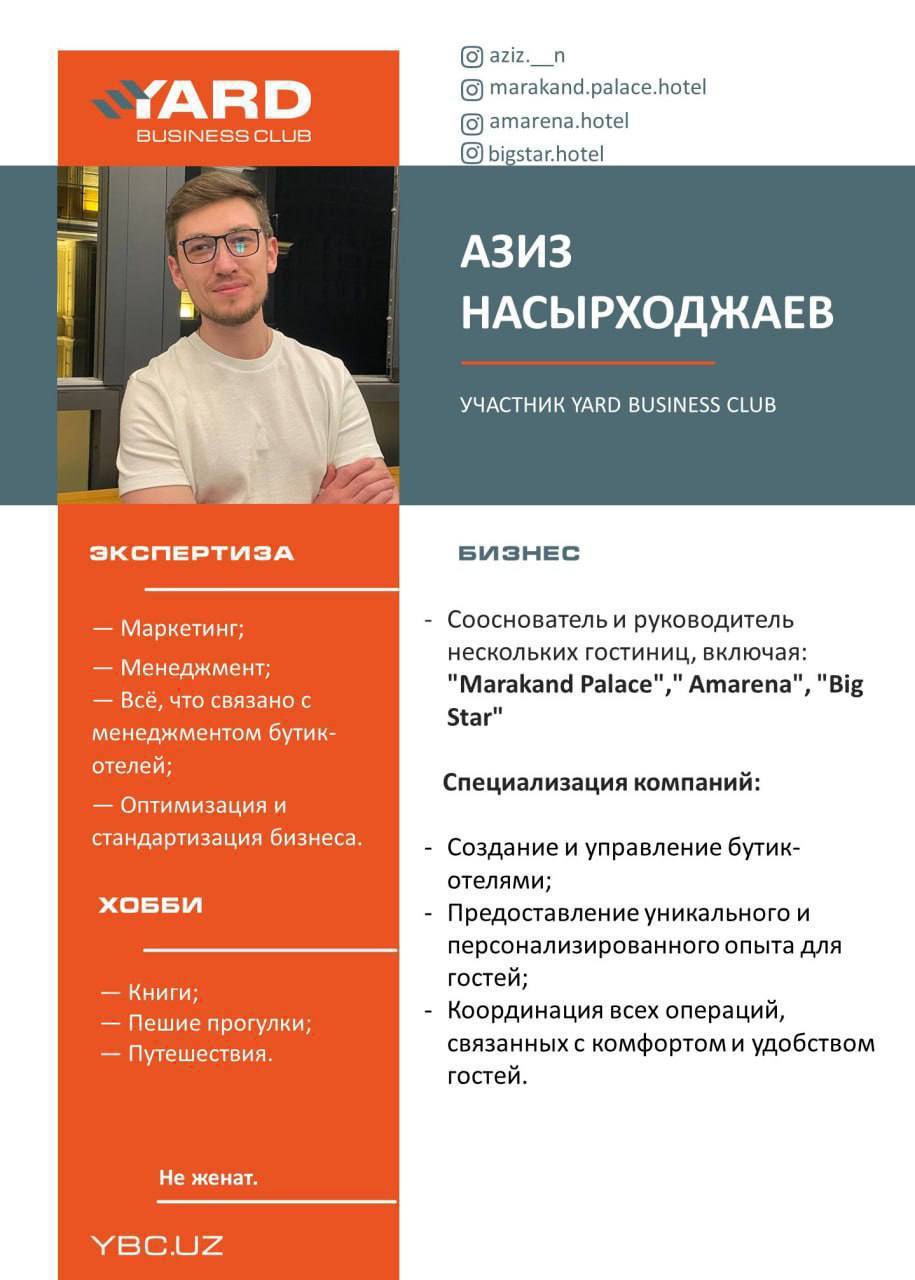 YARD
BUSINESS CLUB
aziz.__n
marakand.palace.hotel
amarena.hotel
bigstar.hotel
АЗИЗ
НАСЫРХОДЖАЕВ
УЧАСТНИК YARD BUSINESS CLUB
ЭКСПЕРТИЗА
— Маркетинг;
— Менеджмент;
— Всё, что связано с
менеджментом бутик-
отелей;
— Оптимизация и
стандартизация бизнеса.
ХОББИ
— Книги;
— Пешие прогулки;
— Путешествия.
Не женат.
YBC.UZ
БИЗНЕС
- Сооснователь и руководитель
нескольких гостиниц, включая:
"Marakand Palace"," Amarena", "Big
Star"
Специализация компаний:
- Создание и управление бутик-
отелями;
- Предоставление уникального и
персонализированного опыта для
гостей;
- Координация всех операций,
связанных с комфортом и удобством
гостей.